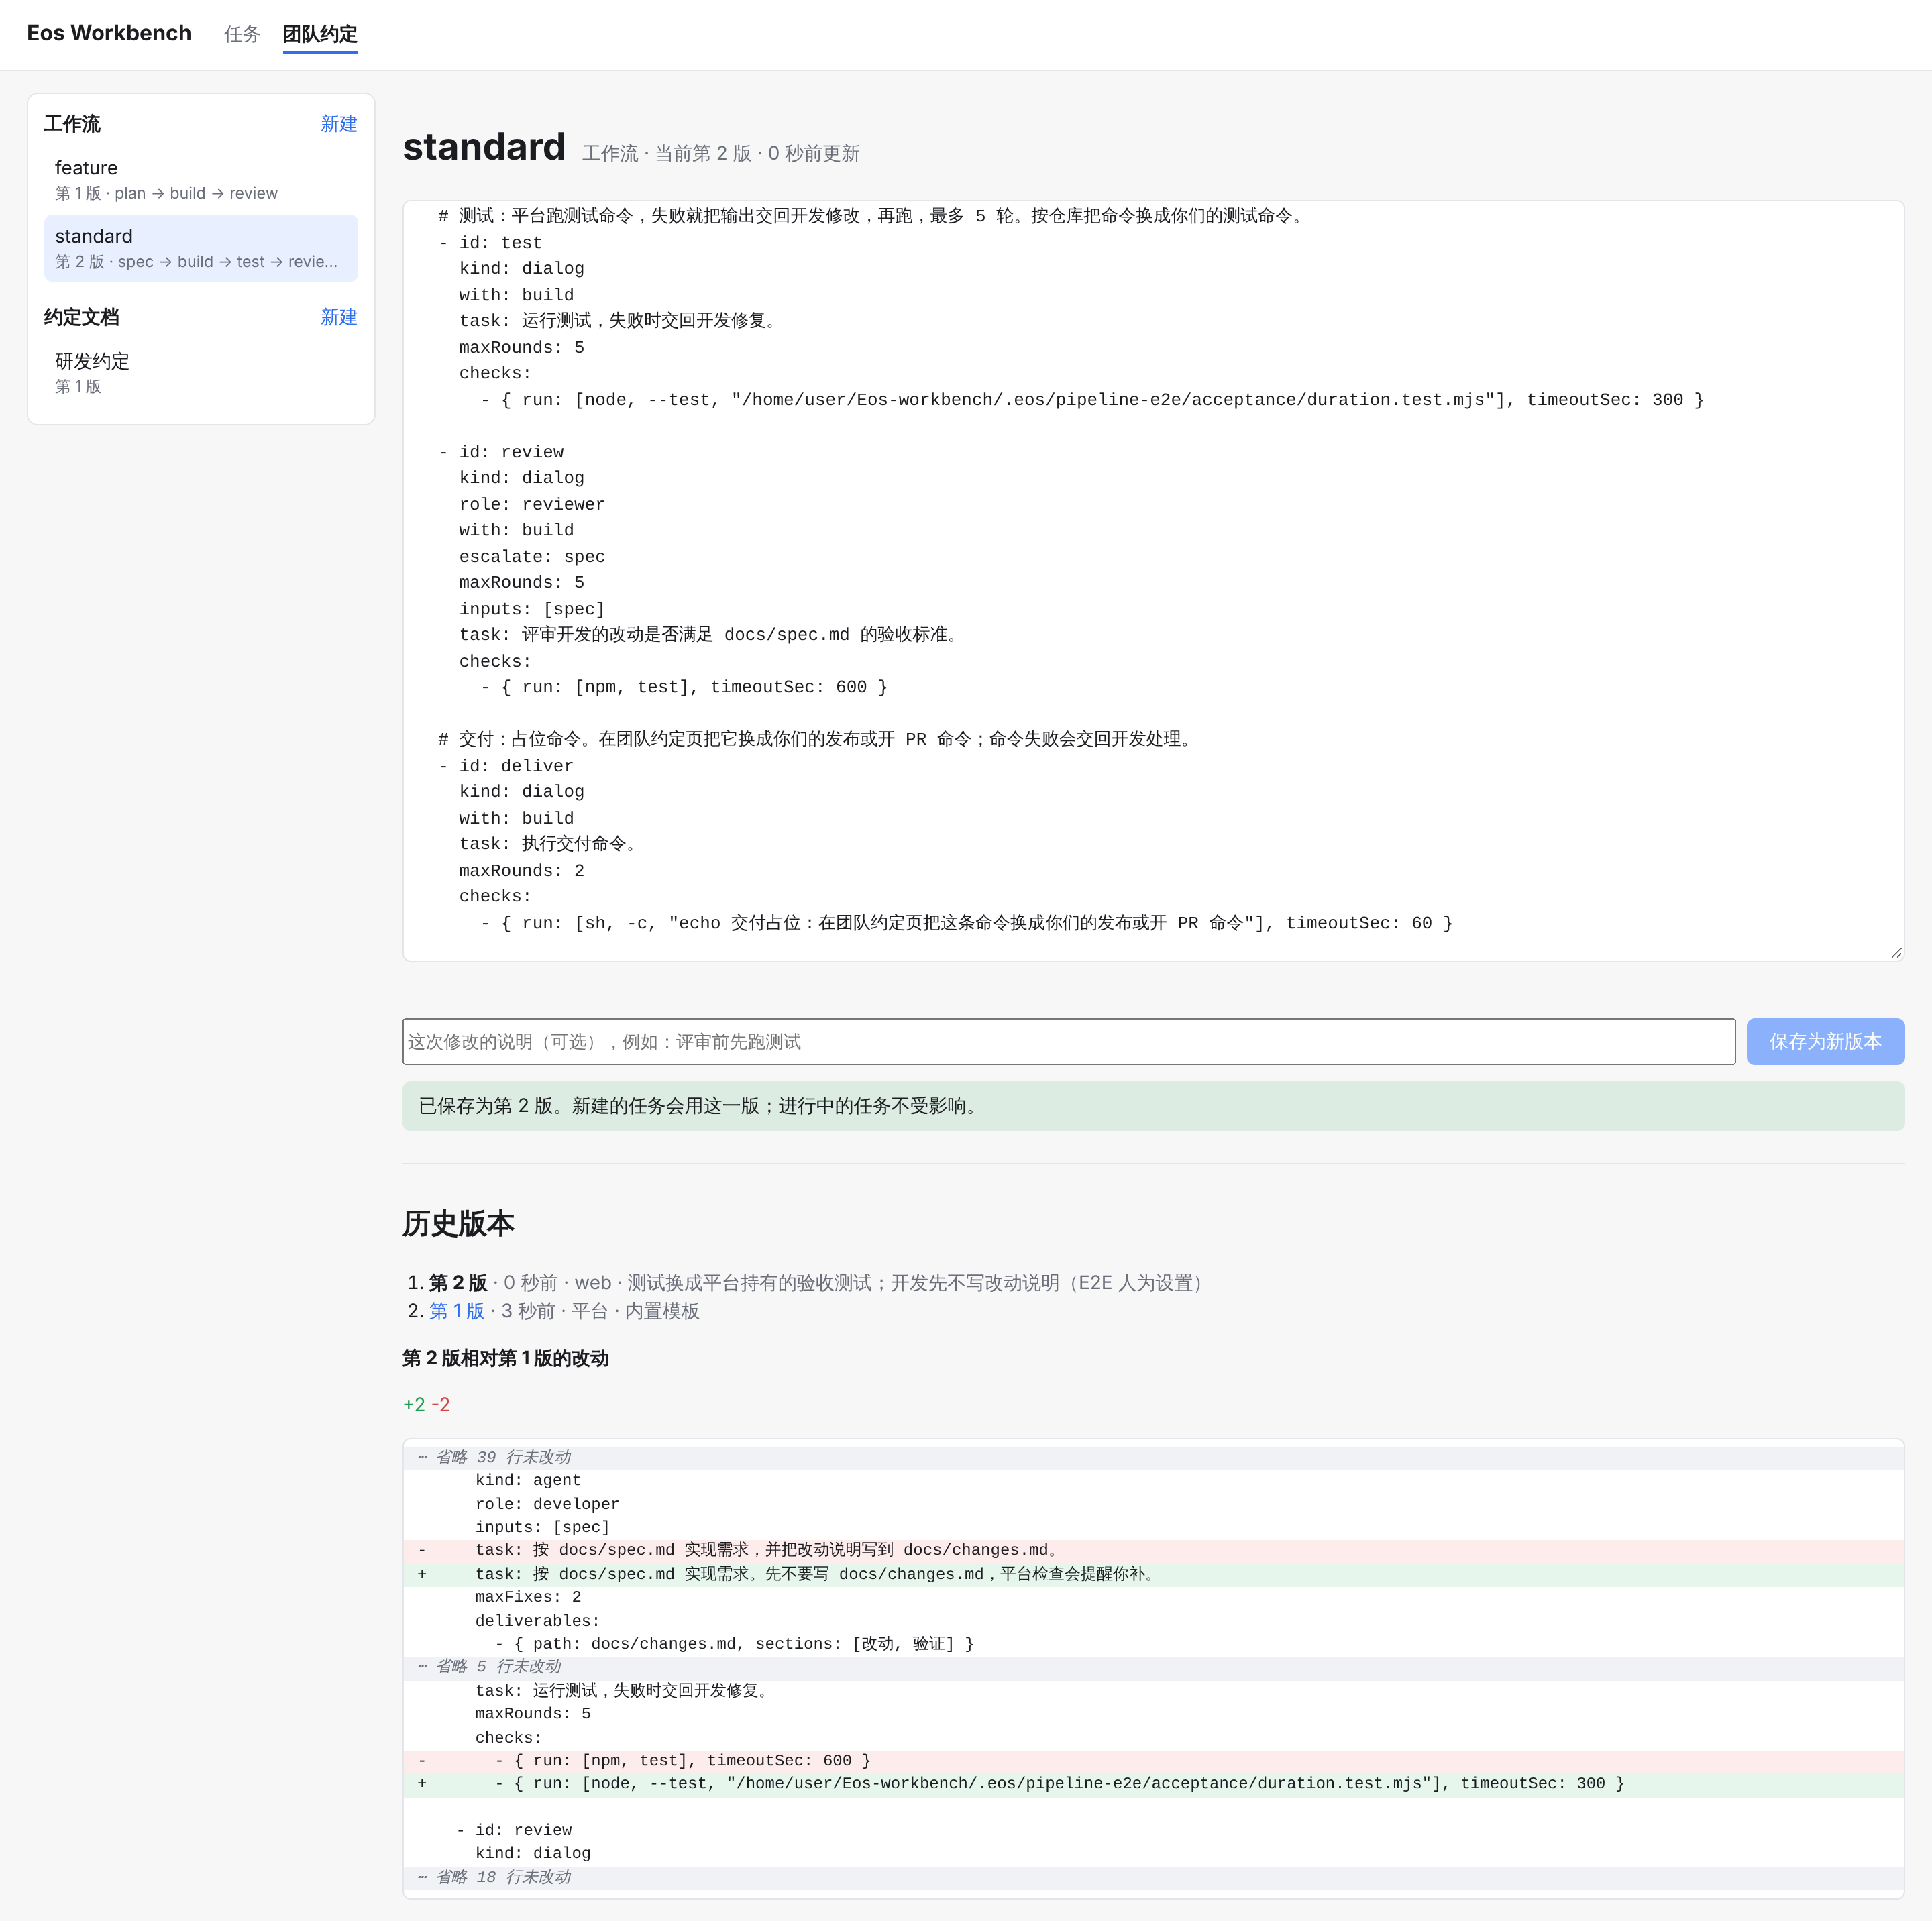 Eos Workbench 任务 团队约定
工作流 新建
feature
第 1 版 · plan → build → review
standard
第 2 版 · spec → build → test → revie...
约定文档 新建
研发约定
第 1 版
standard 工作流 · 当前第 2 版 · 0 秒前更新
# 测试：平台跑测试命令，失败就把输出交回开发修改，再跑，最多 5 轮。按仓库把命令换成你们的测试命令。
- id: test
kind: dialog
with: build
task: 运行测试，失败时交回开发修复。
maxRounds: 5
checks:
- { run: [node, --test, "/home/user/Eos-workbench/.eos/pipeline-e2e/acceptance/duration.test.mjs"], timeoutSec: 300 }
- id: review
kind: dialog
role: reviewer
with: build
escalate: spec
maxRounds: 5
inputs: [spec]
task: 评审开发的改动是否满足 docs/spec.md 的验收标准。
checks:
- { run: [npm, test], timeoutSec: 600 }
# 交付：占位命令。在团队约定页把它换成你们的发布或开 PR 命令；命令失败会交回开发处理。
- id: deliver
kind: dialog
with: build
task: 执行交付命令。
maxRounds: 2
checks:
- { run: [sh, -c, "echo 交付占位：在团队约定页把这条命令换成你们的发布或开 PR 命令"], timeoutSec: 60 }
这次修改的说明（可选），例如：评审前先跑测试 保存为新版本
已保存为第 2 版。新建的任务会用这一版；进行中的任务不受影响。
历史版本
1. 第 2 版 · 0 秒前 · web · 测试换成平台持有的验收测试；开发先不写改动说明（E2E 人为设置）
2. 第 1 版 · 3 秒前 · 平台 · 内置模板
第 2 版相对第 1 版的改动
+2 -2
⋯ 省略 39 行未改动
kind: agent
role: developer
inputs: [spec]
- task: 按 docs/spec.md 实现需求，并把改动说明写到 docs/changes.md。
+ task: 按 docs/spec.md 实现需求。先不要写 docs/changes.md，平台检查会提醒你补。
maxFixes: 2
deliverables:
- { path: docs/changes.md, sections: [改动, 验证] }
⋯ 省略 5 行未改动
task: 运行测试，失败时交回开发修复。
maxRounds: 5
checks:
- - { run: [npm, test], timeoutSec: 600 }
+ - { run: [node, --test, "/home/user/Eos-workbench/.eos/pipeline-e2e/acceptance/duration.test.mjs"], timeoutSec: 300 }
- id: review
kind: dialog
⋯ 省略 18 行未改动